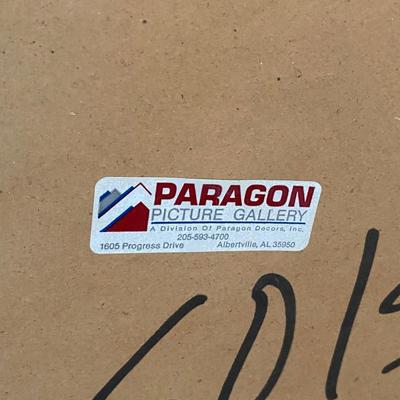 PARAGON
PICTURE GALLERY
A Division Of Paragon Decors, Inc.
205-593-4700
1605 Progress Drive Albertville, AL 35950